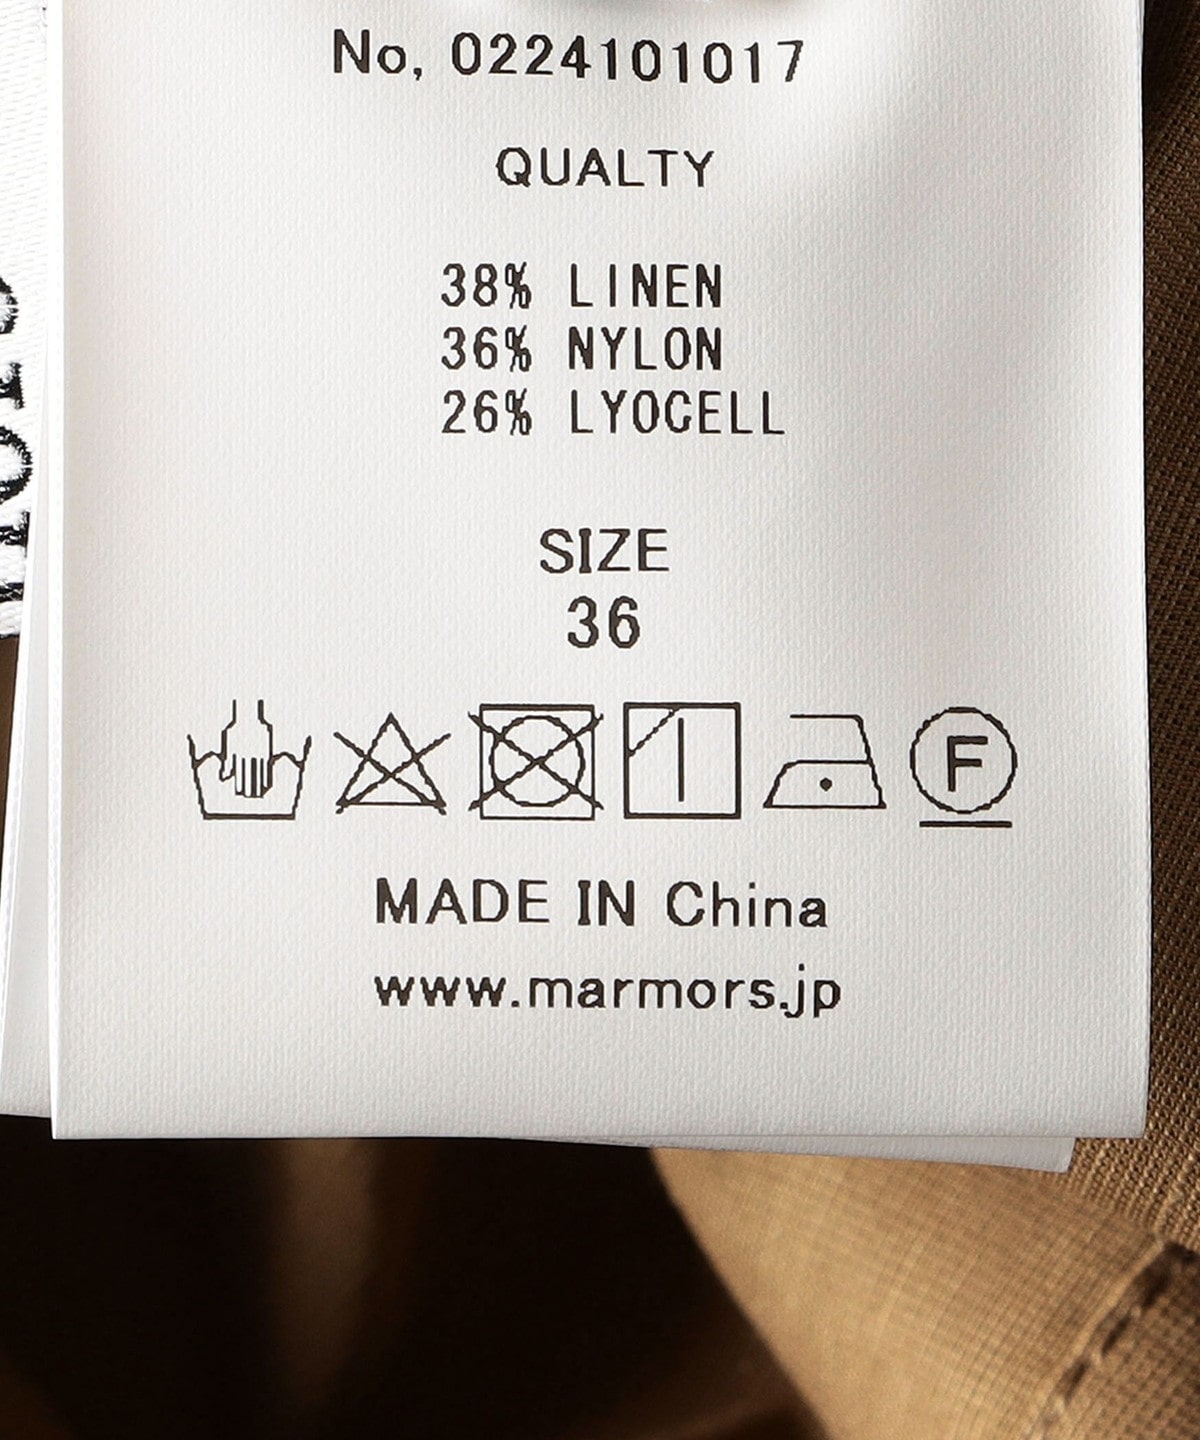 No, 0224101017
QUALTY
38% LINEN
36% NYLON
26% LYOCELL
SIZE
36
F
MADE IN China
www.marmors.jp